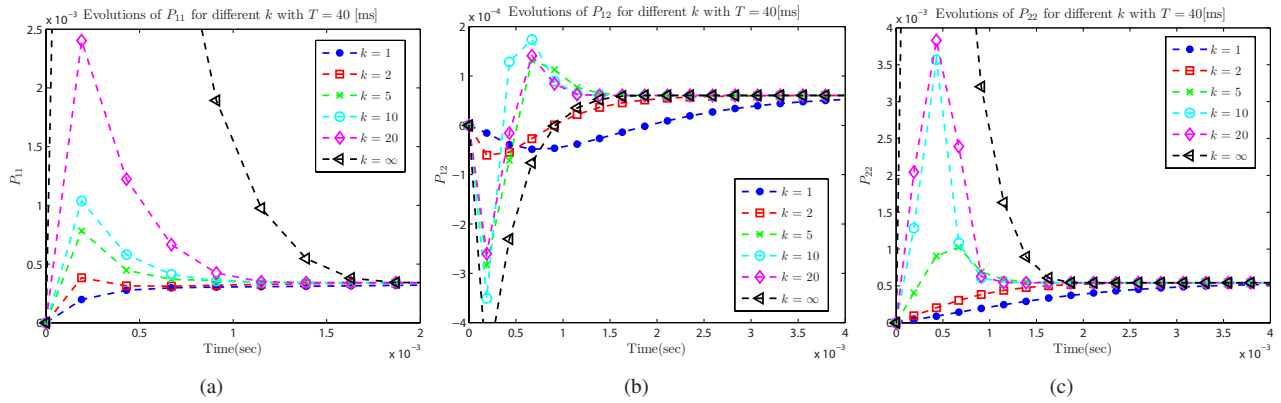 × 10⁻³ Evolutions of P₁₁ for different k with T = 40 [ms]
2.5
2
1.5
1
0.5
0
P₁₁
k = 1
k = 2
k = 5
k = 10
k = 20
k = ∞
0 0.5 1 1.5 2
Time(sec)
x 10⁻³
(a)
x 10⁻⁴ Evolutions of P₁₂ for different k with T = 40[ms]
2
1
0
−1
−2
−3
−4
P₁₂
k = 1
k = 2
k = 5
k = 10
k = 20
k = ∞
0 0.5 1 1.5 2 2.5 3 3.5 4
Time(sec)
x 10⁻³
(b)
x 10⁻³ Evolutions of P₂₂ for different k with T = 40[ms]
4
3.5
3
2.5
2
1.5
1
0.5
0
P₂₂
k = 1
k = 2
k = 5
k = 10
k = 20
k = ∞
0 0.5 1 1.5 2 2.5 3 3.5 4
Time(sec)
x 10⁻³
(c)